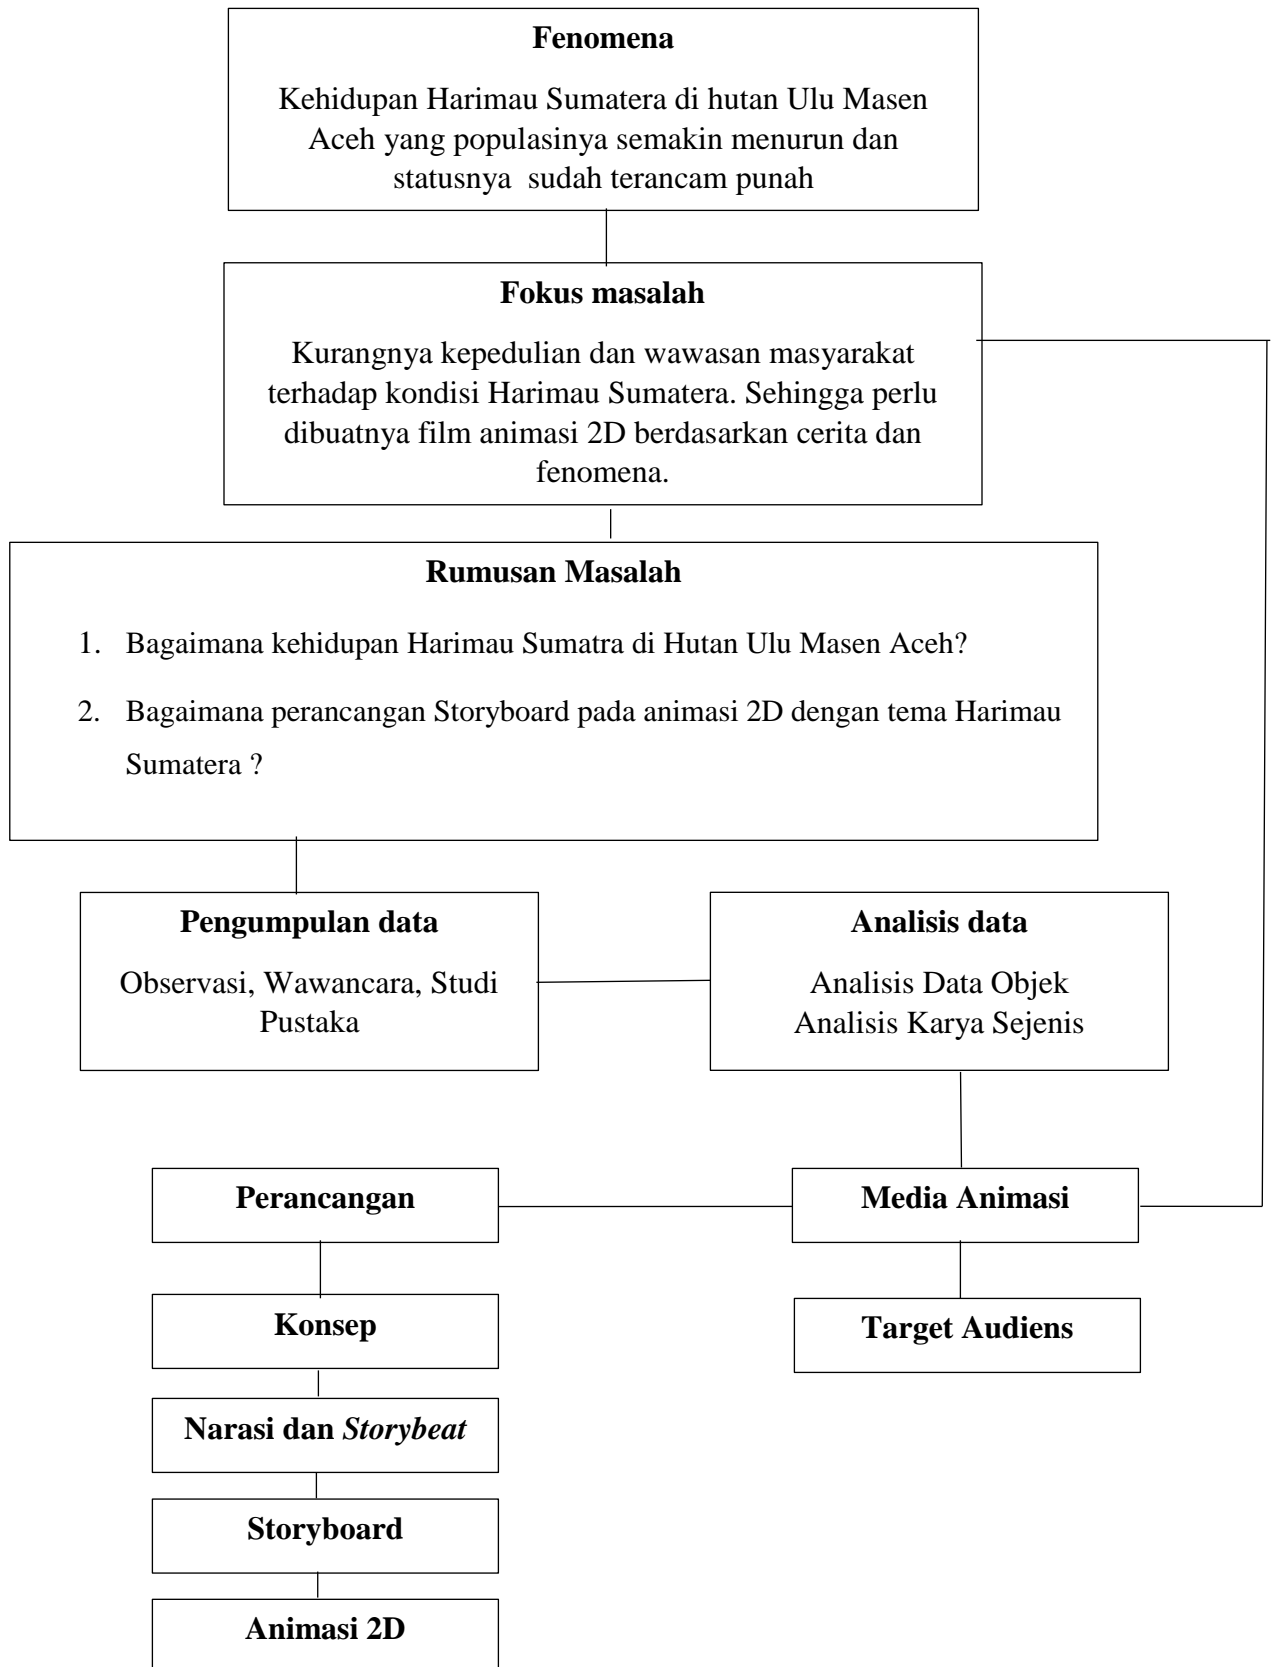 Fenomena
Kehidupan Harimau Sumatera di hutan Ulu Masen
Aceh yang populasinya semakin menurun dan
statusnya  sudah terancam punah
Fokus masalah
Kurangnya kepedulian dan wawasan masyarakat
terhadap kondisi Harimau Sumatera. Sehingga perlu
dibuatnya film animasi 2D berdasarkan cerita dan
fenomena.
Rumusan Masalah
1. Bagaimana kehidupan Harimau Sumatra di Hutan Ulu Masen Aceh?
2. Bagaimana perancangan Storyboard pada animasi 2D dengan tema Harimau
Sumatera ?
Pengumpulan data
Observasi, Wawancara, Studi
Pustaka
Analisis data
Analisis Data Objek
Analisis Karya Sejenis
Perancangan
Media Animasi
Konsep
Target Audiens
Narasi dan Storybeat
Storyboard
Animasi 2D